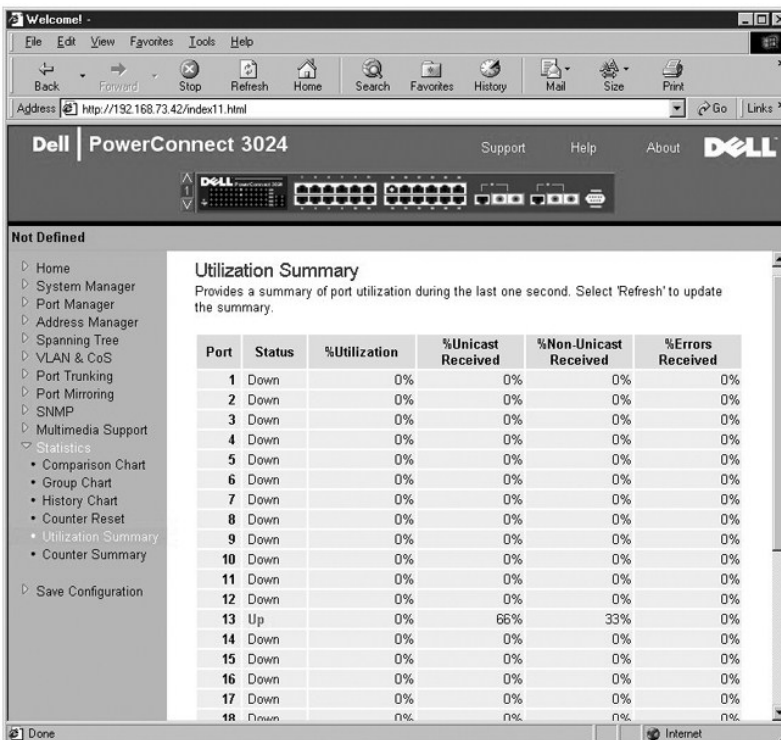 Welcome! -
File Edit View Favorites Tools Help
Back Forward Stop Refresh Home Search Favorites History Mail Size Print
Address http://192.168.73.42/index11.html Go Links
Dell PowerConnect 3024 Support Help About DELL
DELL
1
Not Defined
Home
System Manager
Port Manager
Address Manager
Spanning Tree
VLAN & CoS
Port Trunking
Port Mirroring
SNMP
Multimedia Support
Statistics
• Comparison Chart
• Group Chart
• History Chart
• Counter Reset
• Utilization Summary
• Counter Summary
Save Configuration
Utilization Summary
Provides a summary of port utilization during the last one second. Select 'Refresh' to update
the summary.
Port Status %Utilization %Unicast Received %Non-Unicast Received %Errors Received
1 Down 0% 0% 0% 0%
2 Down 0% 0% 0% 0%
3 Down 0% 0% 0% 0%
4 Down 0% 0% 0% 0%
5 Down 0% 0% 0% 0%
6 Down 0% 0% 0% 0%
7 Down 0% 0% 0% 0%
8 Down 0% 0% 0% 0%
9 Down 0% 0% 0% 0%
10 Down 0% 0% 0% 0%
11 Down 0% 0% 0% 0%
12 Down 0% 0% 0% 0%
13 Up 0% 66% 33% 0%
14 Down 0% 0% 0% 0%
15 Down 0% 0% 0% 0%
16 Down 0% 0% 0% 0%
17 Down 0% 0% 0% 0%
18 Down 0% 0% 0% 0%
Done Internet